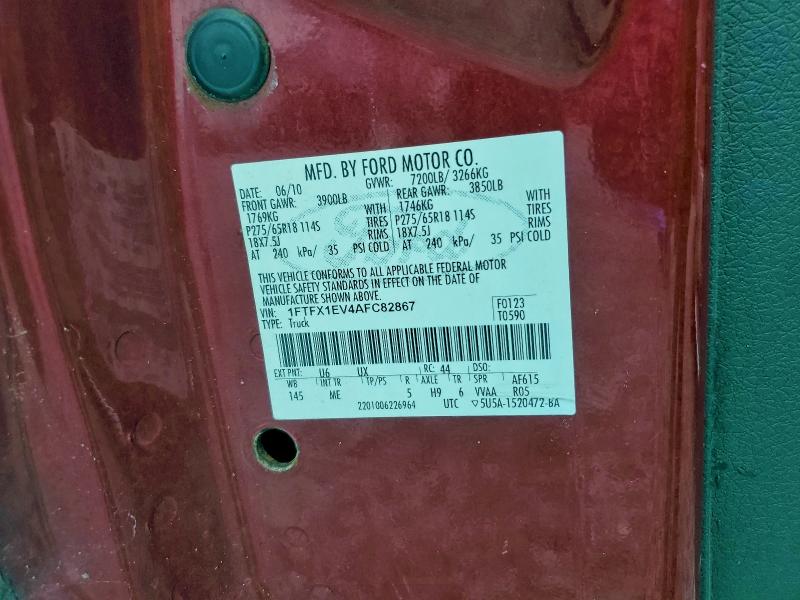 MFD. BY FORD MOTOR CO.
DATE: 06/10 GVWR: 7200LB/ 3266KG
FRONT GAWR: 3900LB REAR GAWR: 3850LB
1769KG WITH 1746KG WITH
P275/65R18 114S TIRES P275/65R18 114S TIRES
18X7.5J RIMS 18X7.5J RIMS
AT 240 kPa/ 35 PSI COLD AT 240 kPa/ 35 PSI COLD
Ford
THIS VEHICLE CONFORMS TO ALL APPLICABLE FEDERAL MOTOR
VEHICLE SAFETY STANDARDS IN EFFECT ON THE DATE OF
MANUFACTURE SHOWN ABOVE.
VIN: 1FTFX1EV4AFC82867 F0123
TYPE: Truck T0590
EXT PNT: U6 UX RC: 44 DSO:
WB INT TR TP/PS R AXLE TR SPR AF615
145 ME 5 H9 6 VVAA R05
2201006226964 UTC ▽5U5A-1520472-BA